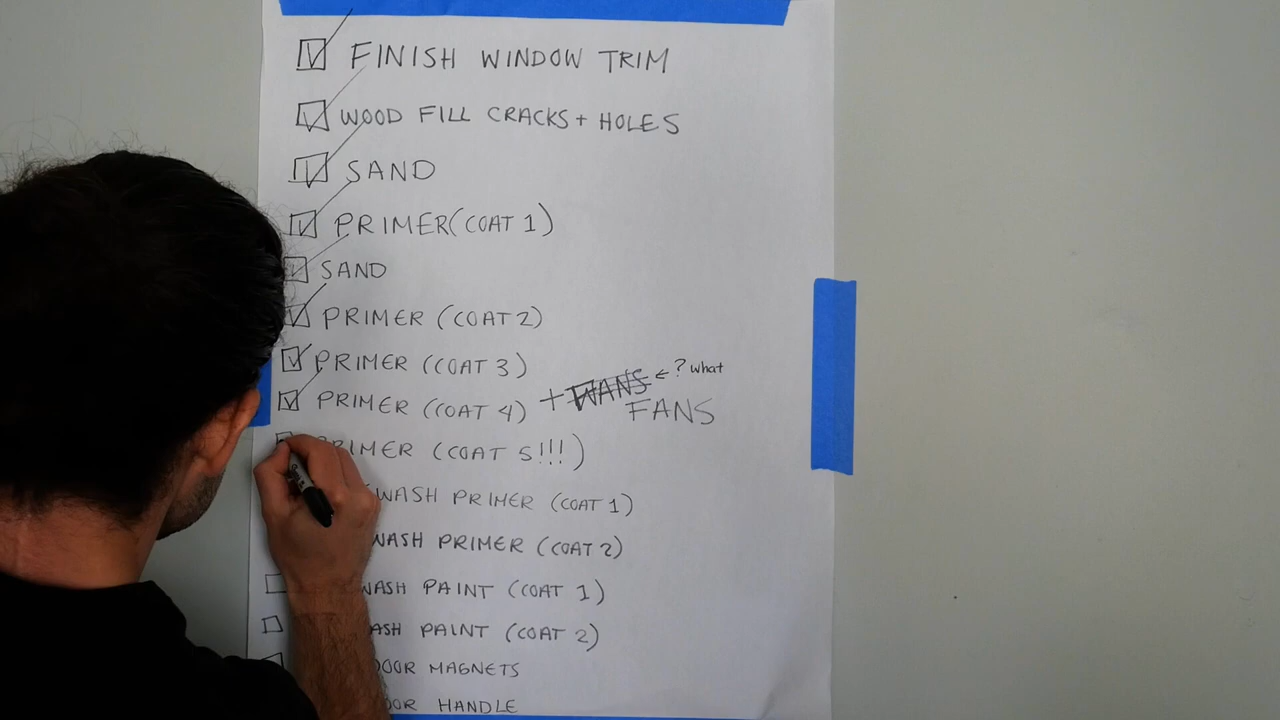 FINISH WINDOW TRIM
WOOD FILL CRACKS + HOLES
SAND
PRIMER (COAT 1)
SAND
PRIMER (COAT 2)
PRIMER (COAT 3)
PRIMER (COAT 4) + WANS ← ? what
FANS
PRIMER (COAT 5!!!)
WASH PRIMER (COAT 1)
WASH PRIMER (COAT 2)
WASH PAINT (COAT 1)
PAINT (COAT 2)
DOOR MAGNETS
DOOR HANDLE